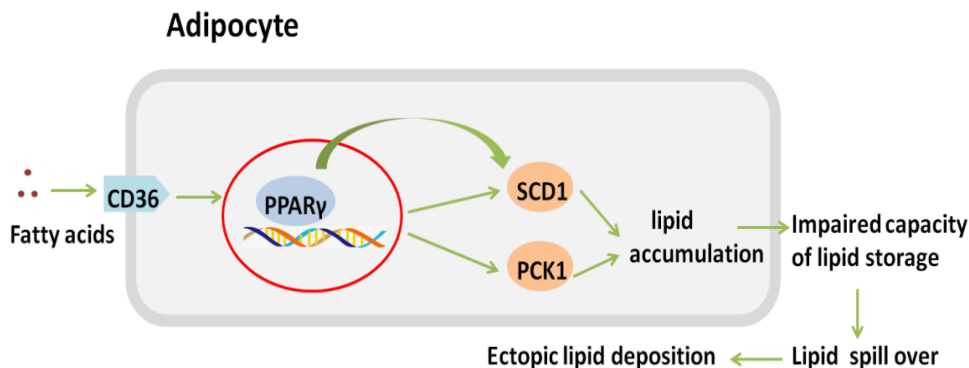 Adipocyte
Fatty acids
CD36
PPARγ
SCD1
PCK1
lipid
accumulation
Impaired capacity
of lipid storage
Lipid spill over
Ectopic lipid deposition